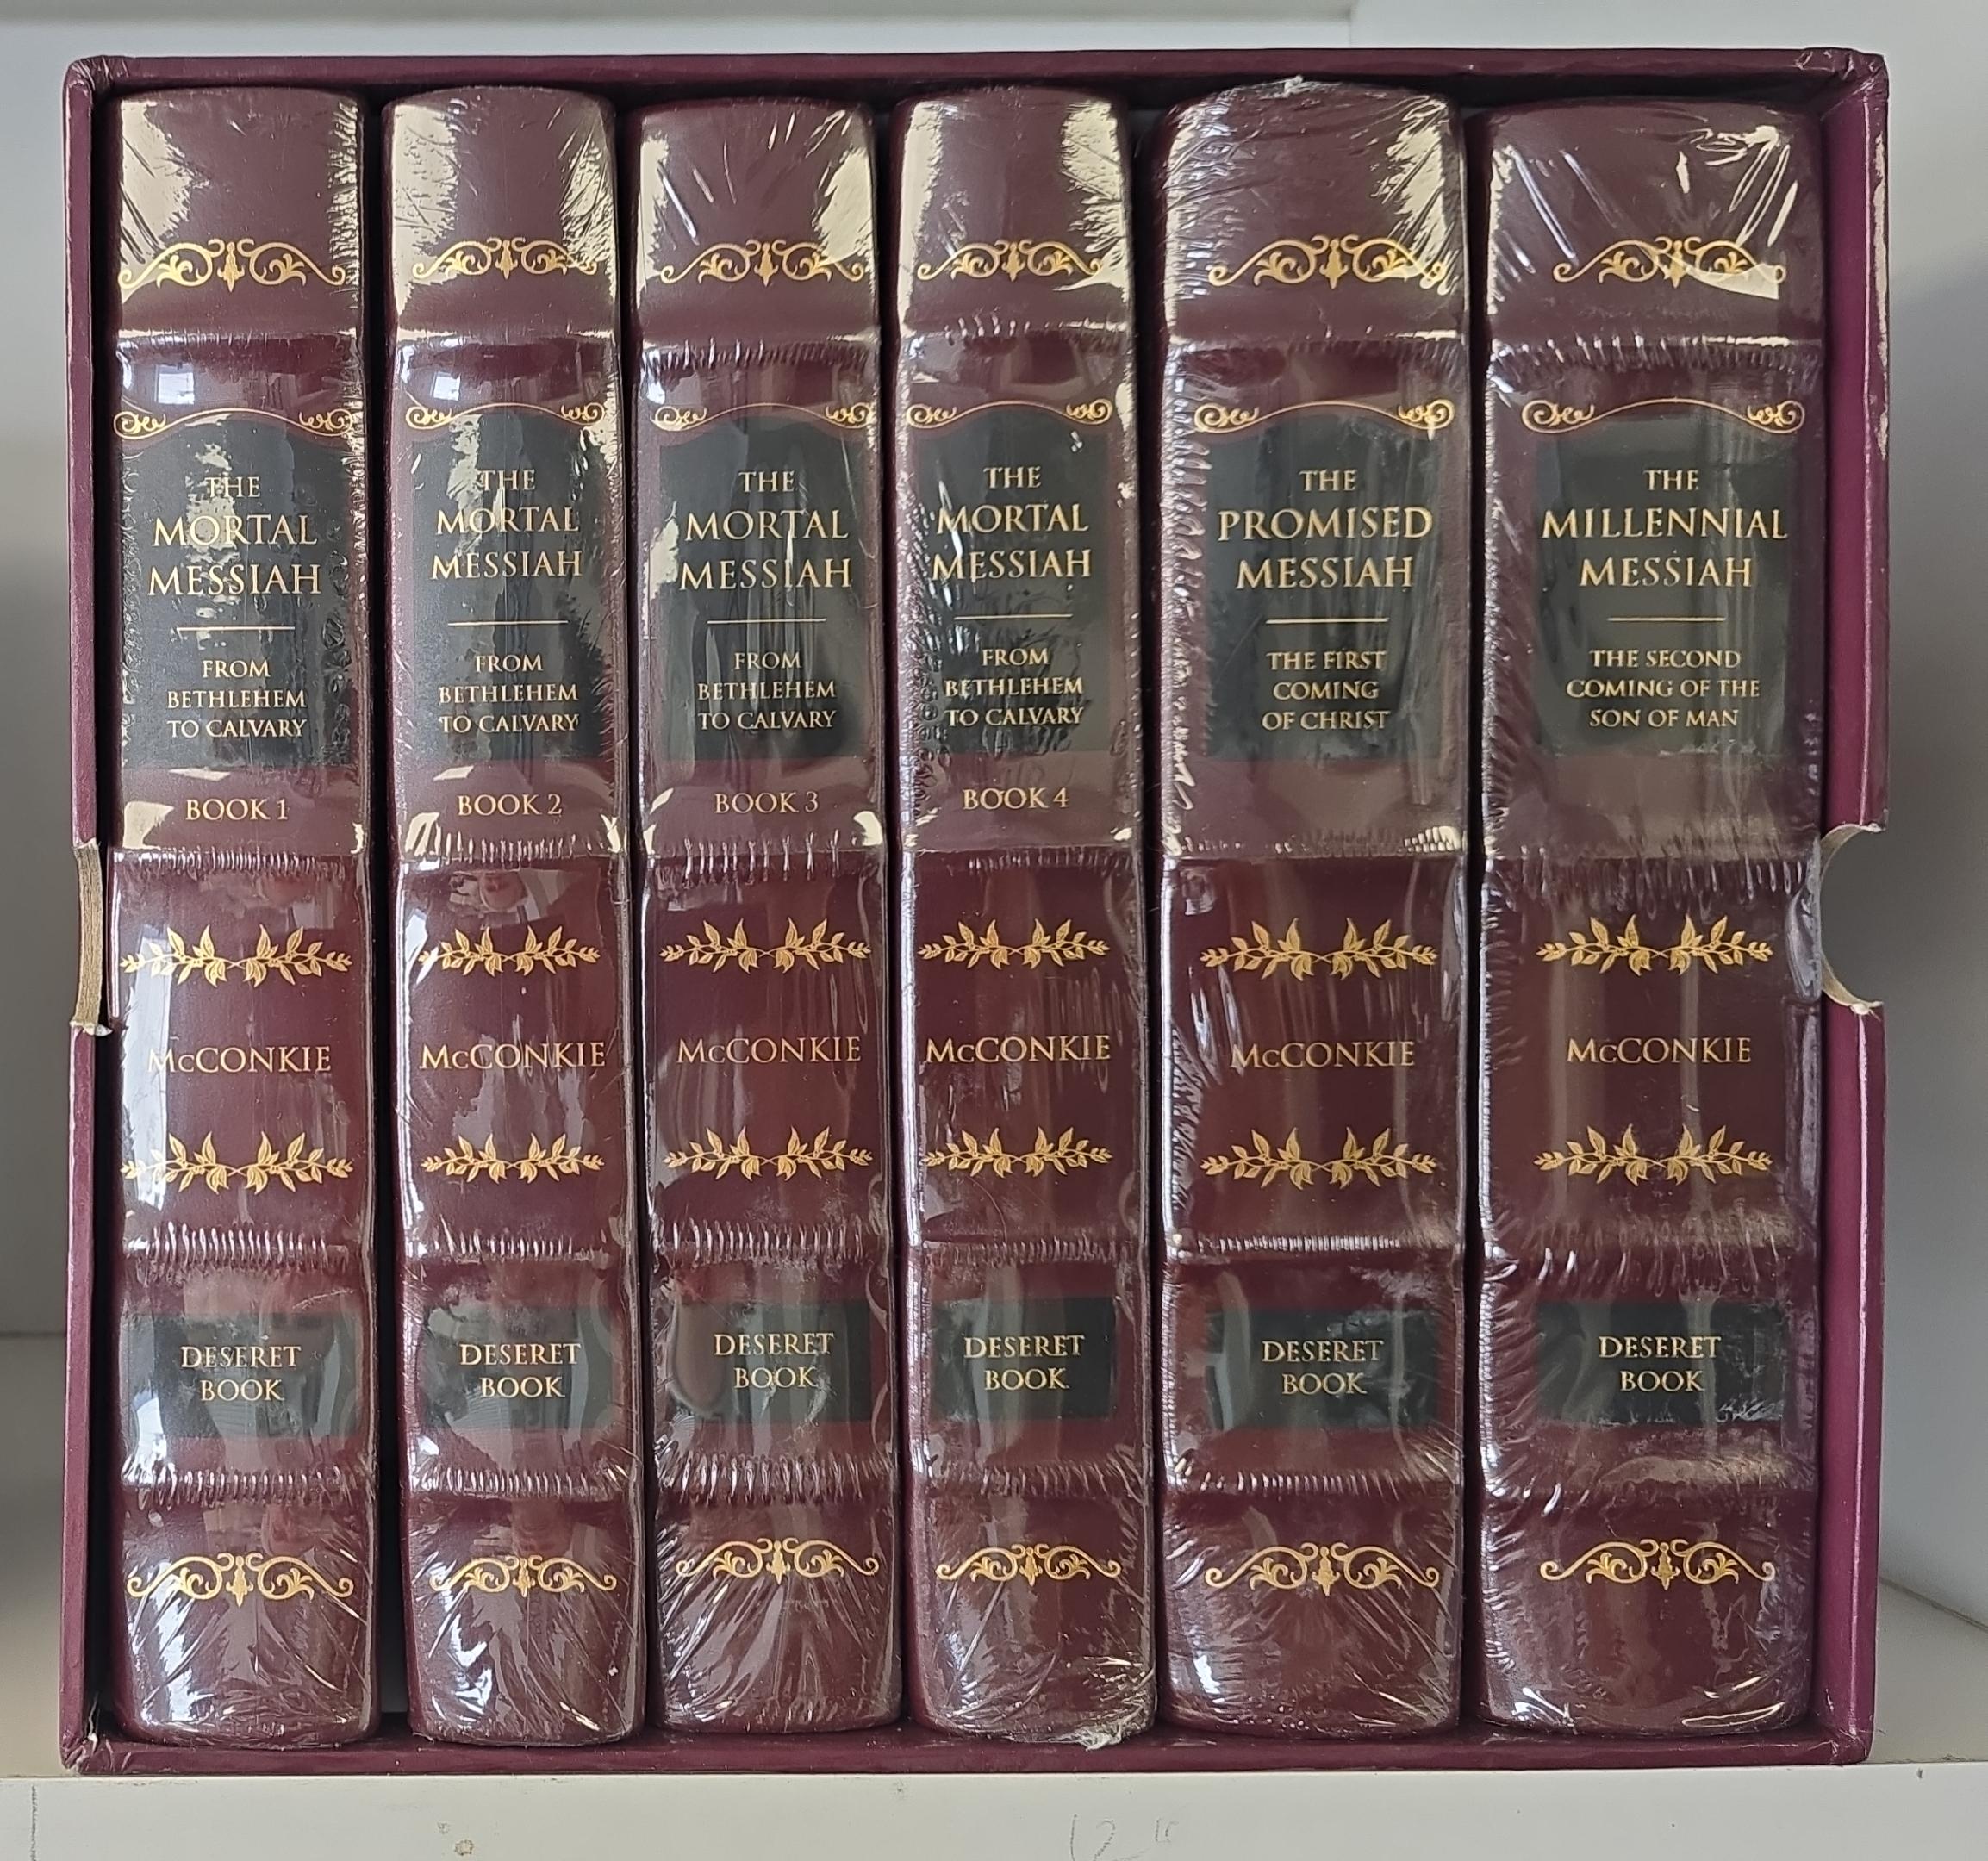 THE
MORTAL
MESSIAH
FROM
BETHLEHEM
TO CALVARY
BOOK 1
McCONKIE
DESERET
BOOK
THE
MORTAL
MESSIAH
FROM
BETHLEHEM
TO CALVARY
BOOK 2
McCONKIE
DESERET
BOOK
THE
MORTAL
MESSIAH
FROM
BETHLEHEM
TO CALVARY
BOOK 3
McCONKIE
DESERET
BOOK
THE
MORTAL
MESSIAH
FROM
BETHLEHEM
TO CALVARY
BOOK 4
McCONKIE
DESERET
BOOK
THE
PROMISED
MESSIAH
THE FIRST
COMING
OF CHRIST
McCONKIE
DESERET
BOOK
THE
MILLENNIAL
MESSIAH
THE SECOND
COMING OF THE
SON OF MAN
McCONKIE
DESERET
BOOK
12"